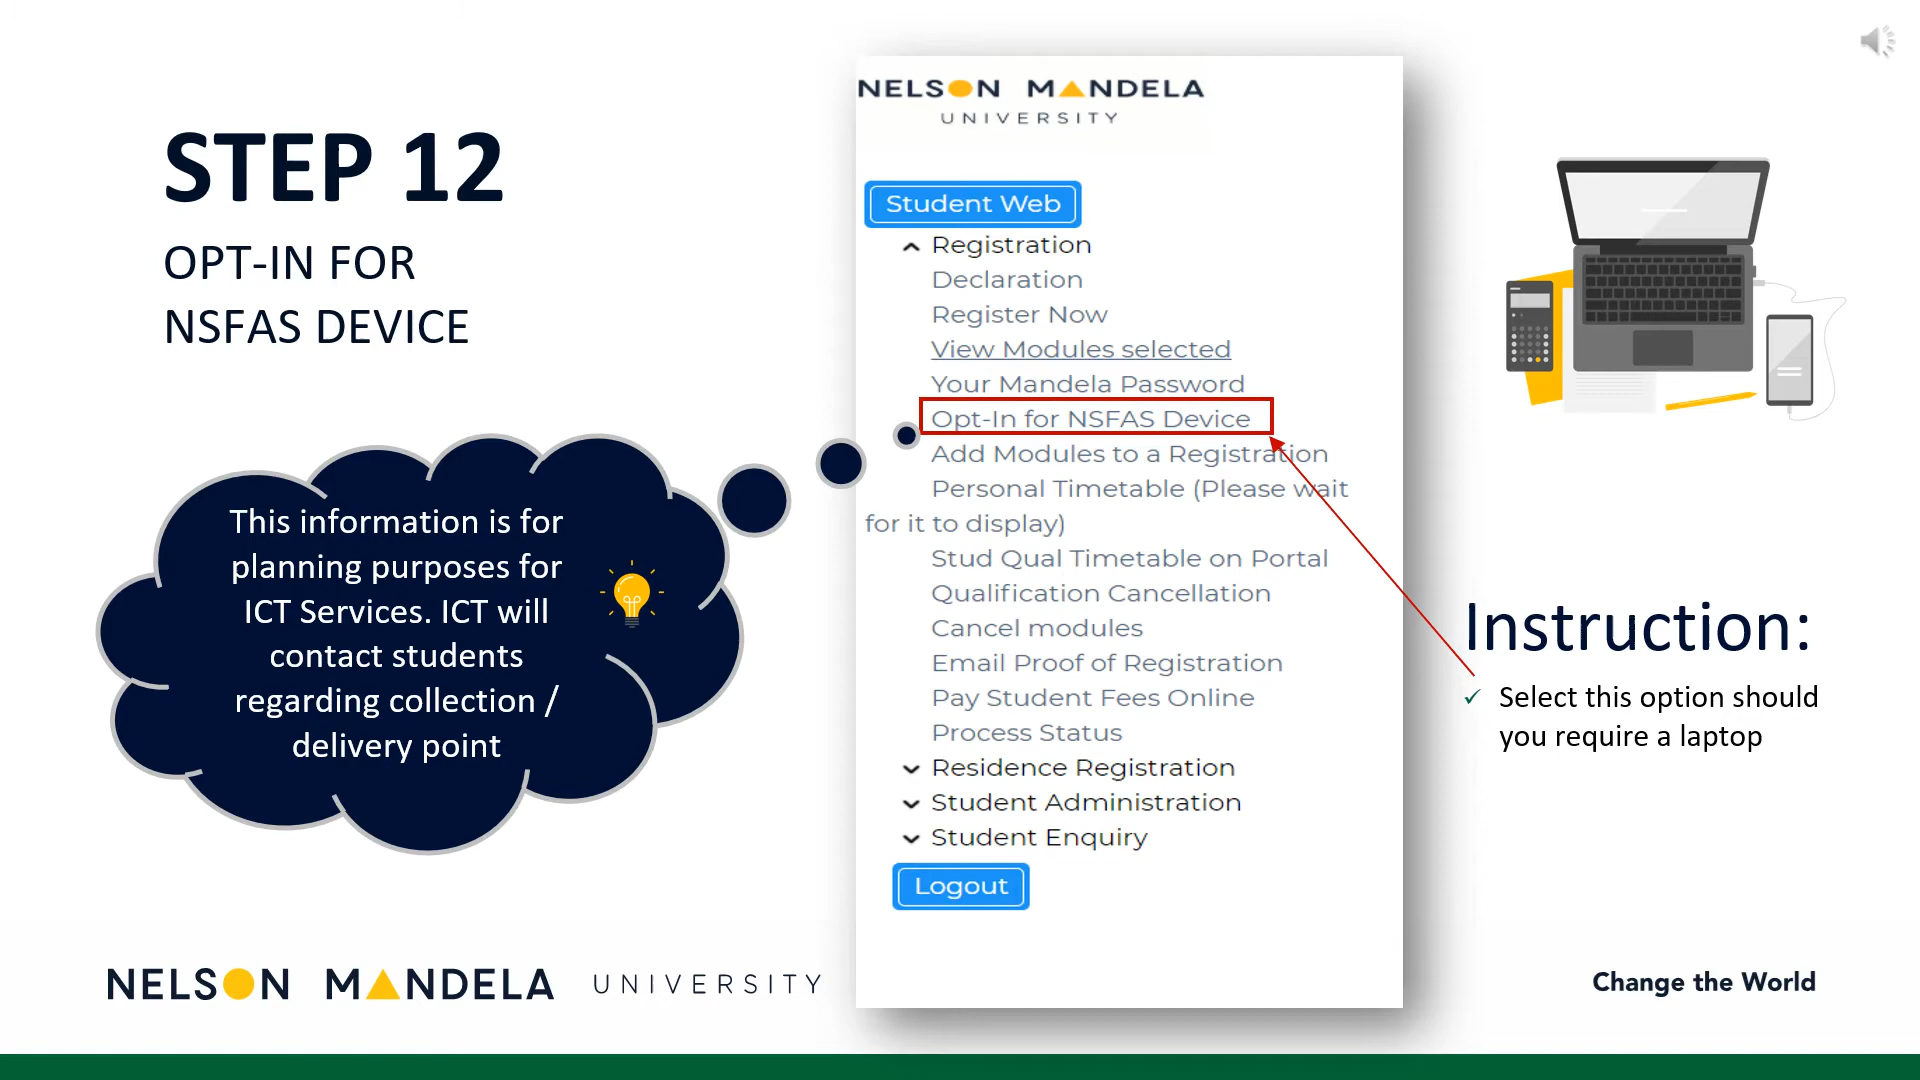 STEP 12
OPT-IN FOR
NSFAS DEVICE
This information is for
planning purposes for
ICT Services. ICT will
contact students
regarding collection /
delivery point
NELSON MANDELA
UNIVERSITY
Student Web
Registration
Declaration
Register Now
View Modules selected
Your Mandela Password
Opt-In for NSFAS Device
Add Modules to a Registration
Personal Timetable (Please wait
for it to display)
Stud Qual Timetable on Portal
Qualification Cancellation
Cancel modules
Email Proof of Registration
Pay Student Fees Online
Process Status
Residence Registration
Student Administration
Student Enquiry
Logout
Instruction:
✓ Select this option should
you require a laptop
NELSON MANDELA UNIVERSITY
Change the World